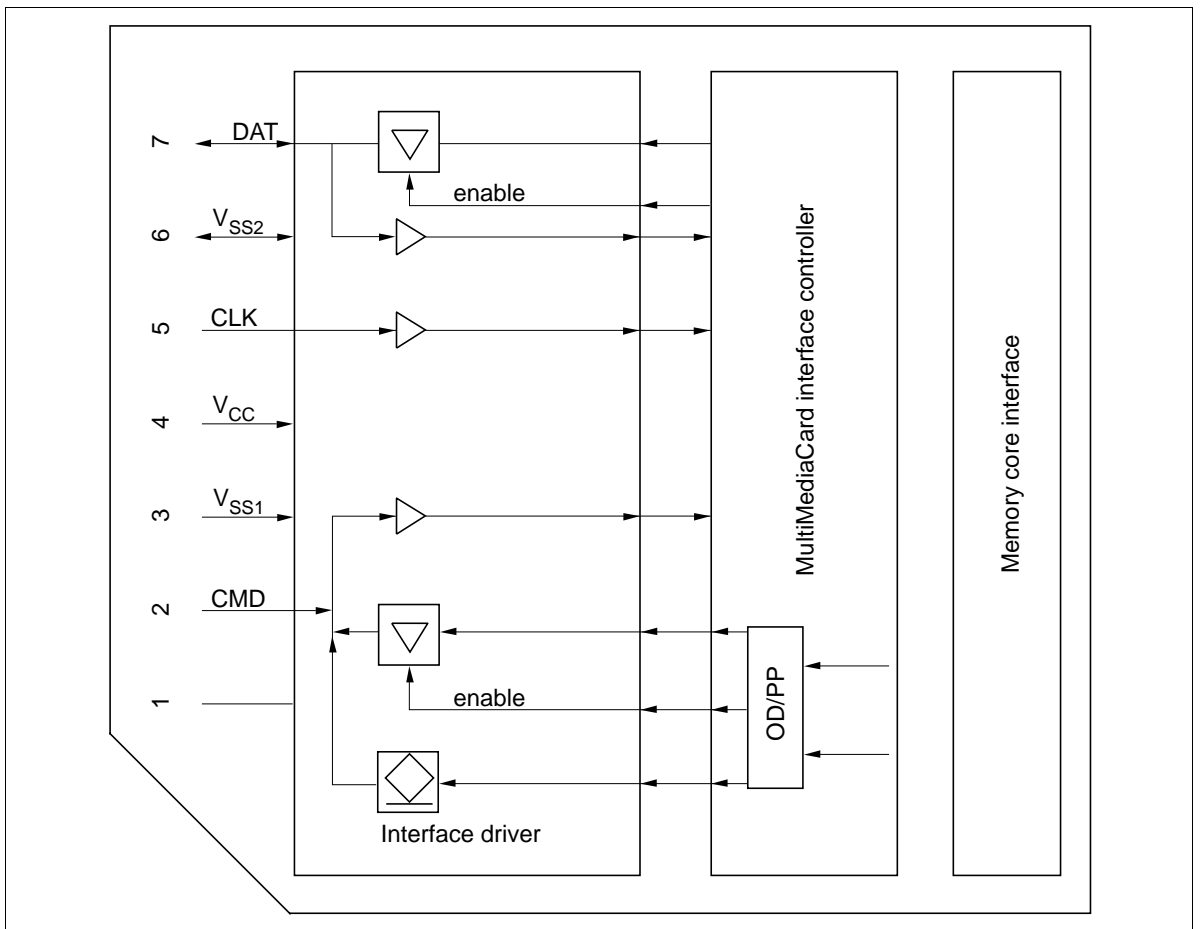 7 DAT
enable
6 VSS2
5 CLK
4 VCC
3 VSS1
2 CMD
1
enable
Interface driver
OD/PP
MultiMediaCard interface controller
Memory core interface